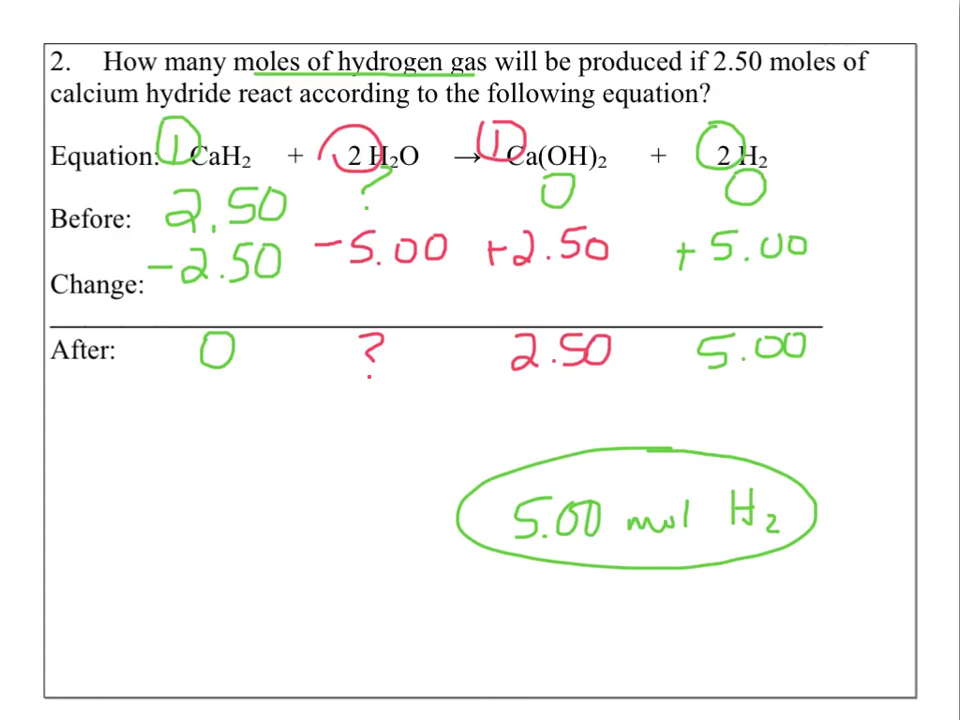 2. How many moles of hydrogen gas will be produced if 2.50 moles of
calcium hydride react according to the following equation?
Equation: ① CaH₂ + 2 H₂O → ① Ca(OH)₂ + 2 H₂
Before: 2.50 ? 0 0
Change: -2.50 -5.00 +2.50 +5.00
After: 0 ? 2.50 5.00
5.00 mol H₂